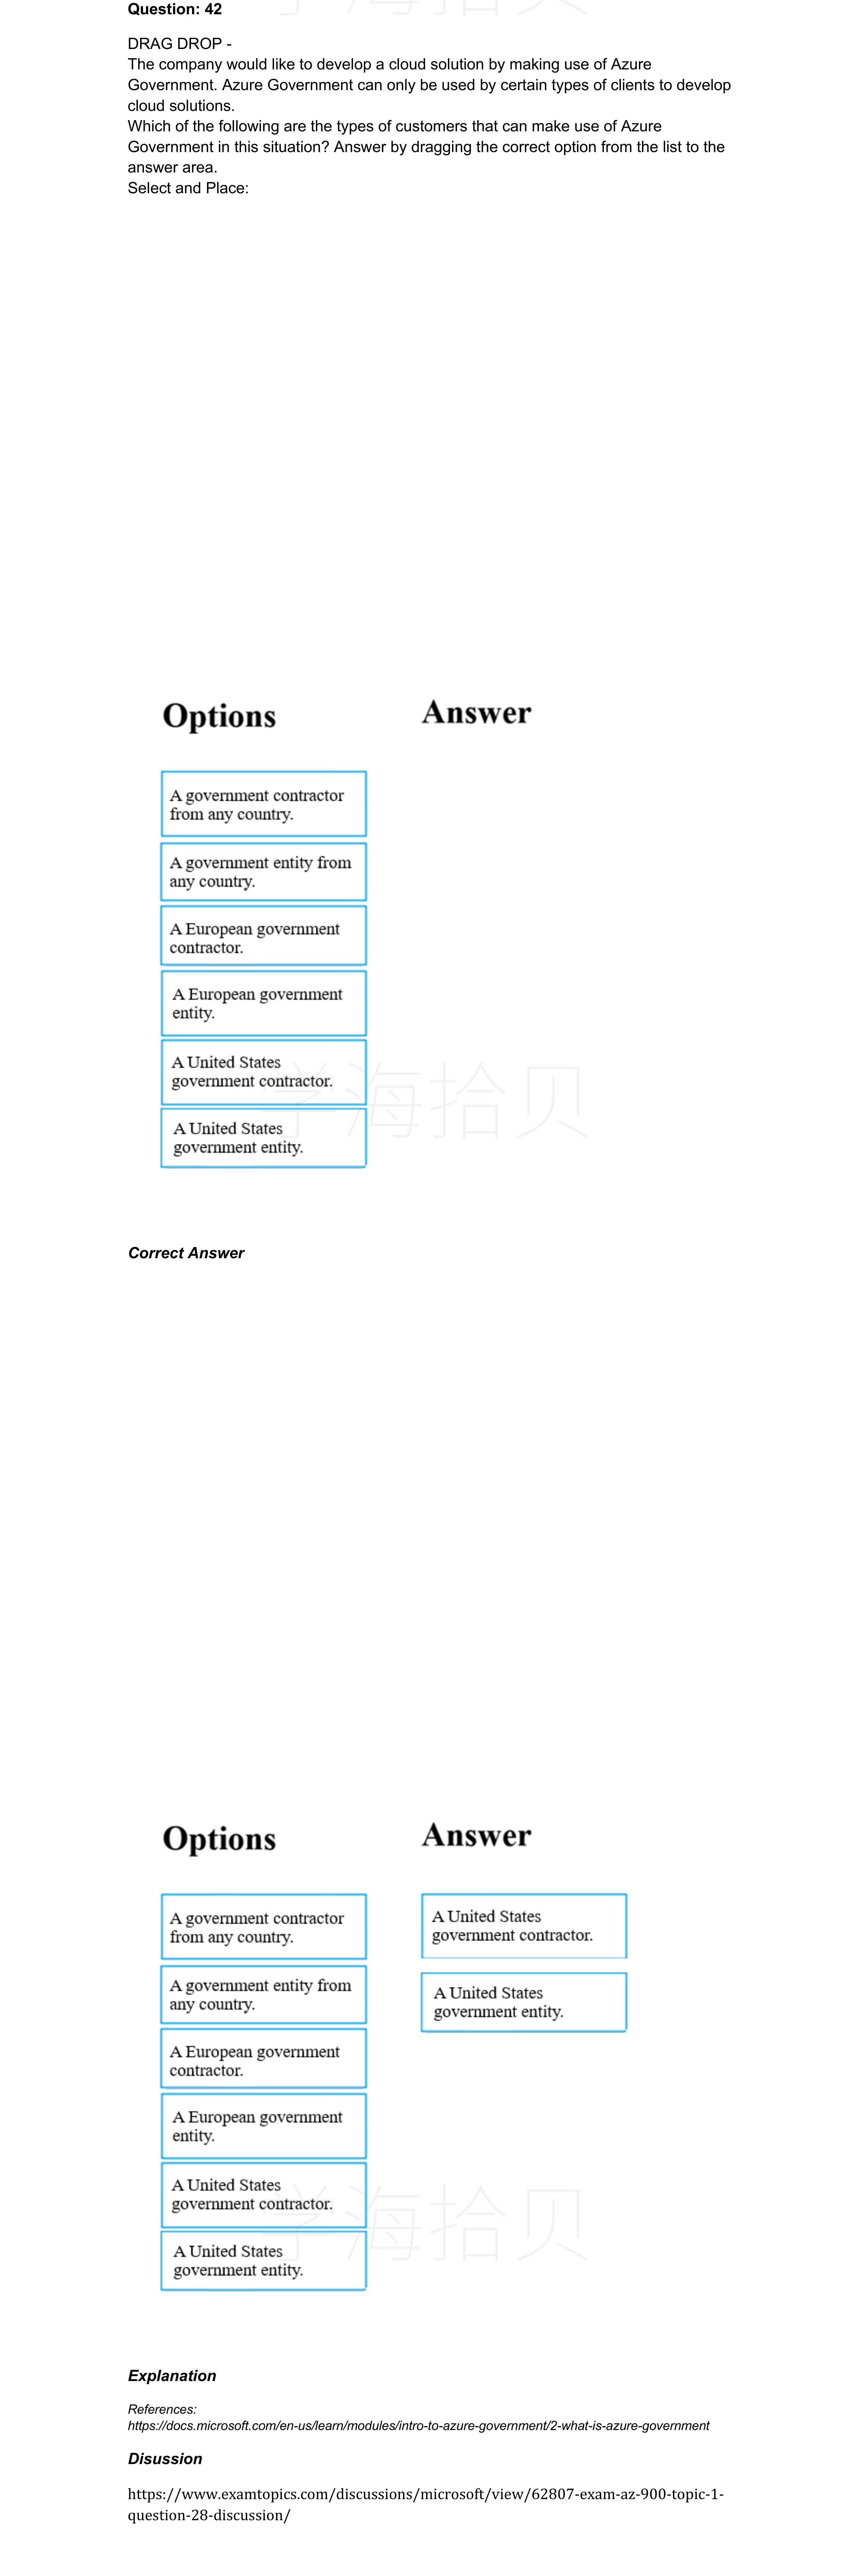 Question: 42
DRAG DROP -
The company would like to develop a cloud solution by making use of Azure
Government. Azure Government can only be used by certain types of clients to develop
cloud solutions.
Which of the following are the types of customers that can make use of Azure
Government in this situation? Answer by dragging the correct option from the list to the
answer area.
Select and Place:
Options
Answer
A government contractor
from any country.
A government entity from
any country.
A European government
contractor.
A European government
entity.
A United States
government contractor.
A United States
government entity.
学海拾贝
Correct Answer
Options
Answer
A government contractor
from any country.
A government entity from
any country.
A European government
contractor.
A European government
entity.
A United States
government contractor.
A United States
government entity.
A United States
government contractor.
A United States
government entity.
学海拾贝
Explanation
References:
https://docs.microsoft.com/en-us/learn/modules/intro-to-azure-government/2-what-is-azure-government
Disussion
https://www.examtopics.com/discussions/microsoft/view/62807-exam-az-900-topic-1-
question-28-discussion/